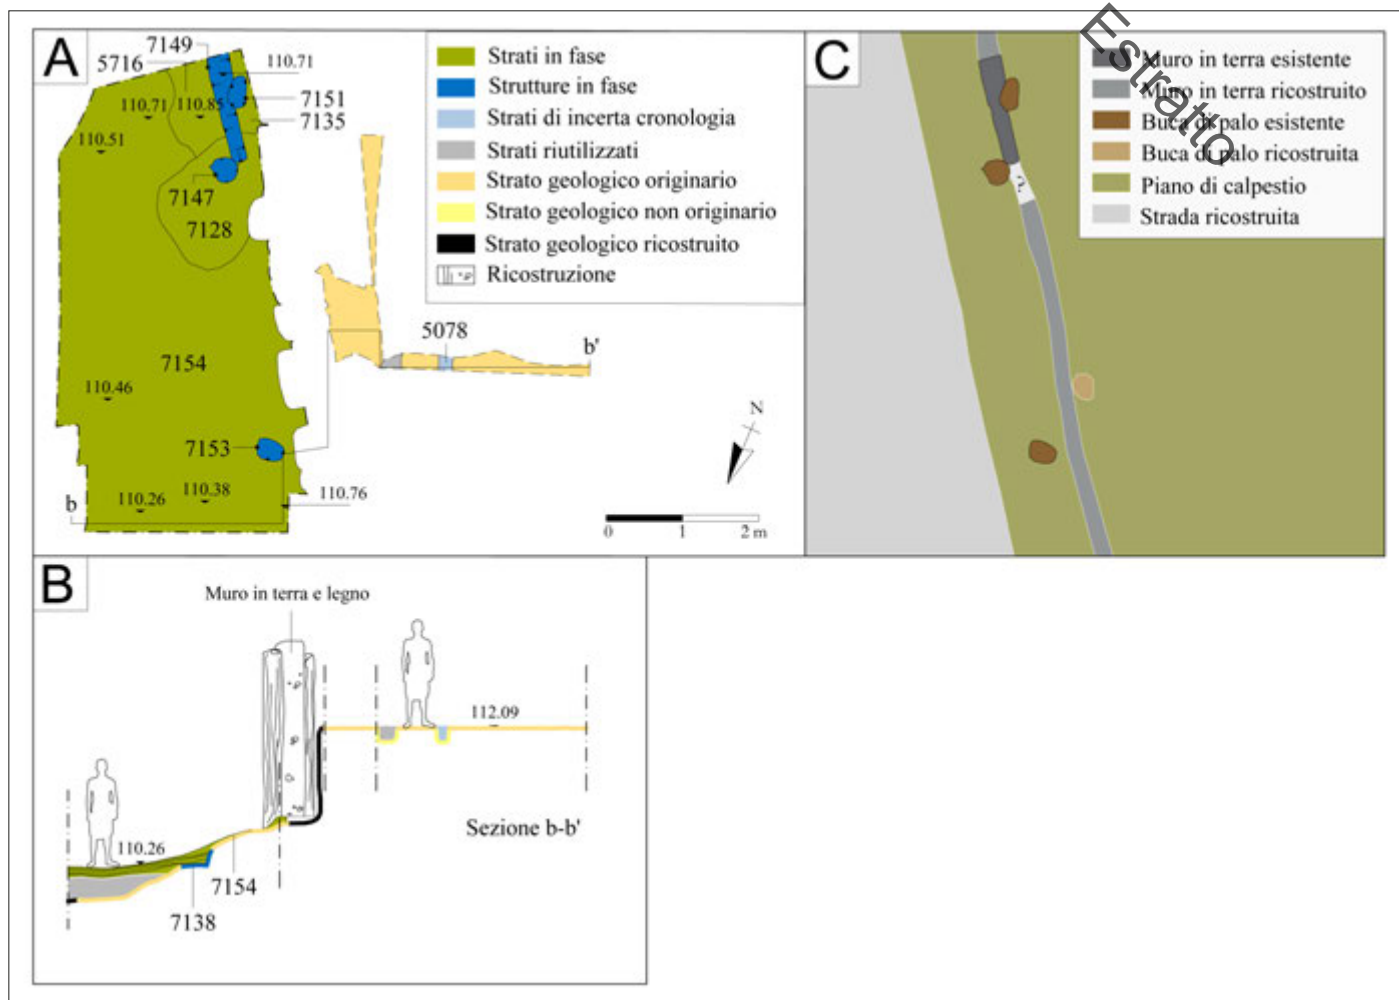 A
7149
5716
110.71
110.71
110.85
7151
7135
110.51
7147
7128
7154
110.46
7153
110.26
110.38
110.76
b
5078
b'
N
0
1
2 m
Strati in fase
Strutture in fase
Strati di incerta cronologia
Strati riutilizzati
Strato geologico originario
Strato geologico non originario
Strato geologico ricostruito
Ricostruzione
C
Estratto
Muro in terra esistente
Muro in terra ricostruito
Buca di palo esistente
Buca di palo ricostruita
Piano di calpestio
Strada ricostruita
?
B
Muro in terra e legno
112.09
110.26
Sezione b-b'
7154
7138